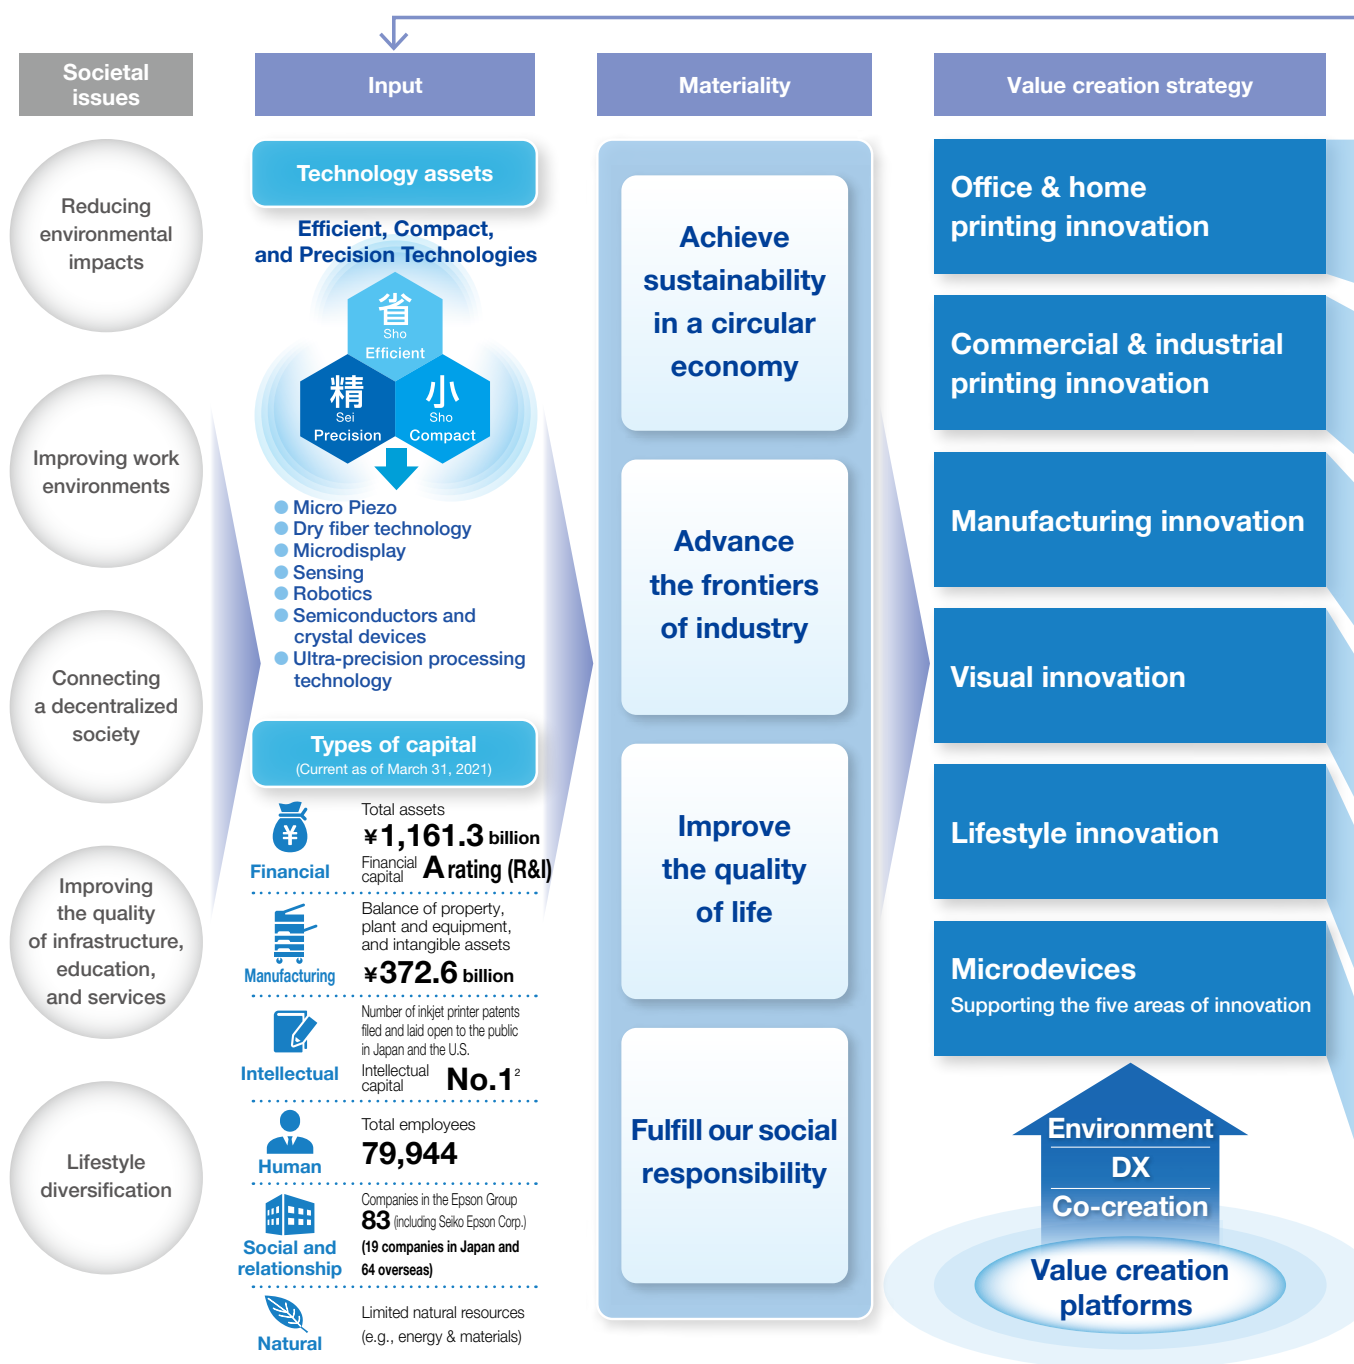 Societal
issues
Reducing
environmental
impacts
Improving work
environments
Connecting
a decentralized
society
Improving
the quality
of infrastructure,
education,
and services
Lifestyle
diversification
Input
Technology assets
Efficient, Compact,
and Precision Technologies
省
Sho
Efficient
精
Sei
Precision
小
Sho
Compact
Micro Piezo
Dry fiber technology
Microdisplay
Sensing
Robotics
Semiconductors and
crystal devices
Ultra-precision processing
technology
Types of capital
(Current as of March 31, 2021)
¥
Financial
Total assets
¥1,161.3 billion
Financial
capital A rating (R&I)
Manufacturing
Balance of property,
plant and equipment,
and intangible assets
¥372.6 billion
Intellectual
Number of inkjet printer patents
filed and laid open to the public
in Japan and the U.S.
Intellectual
capital No.1²
Human
Total employees
79,944
Social and
relationship
Companies in the Epson Group
83 (including Seiko Epson Corp.)
(19 companies in Japan and
64 overseas)
Natural
Limited natural resources
(e.g., energy & materials)
Materiality
Achieve
sustainability
in a circular
economy
Advance
the frontiers
of industry
Improve
the quality
of life
Fulfill our social
responsibility
Value creation strategy
Office & home
printing innovation
Commercial & industrial
printing innovation
Manufacturing innovation
Visual innovation
Lifestyle innovation
Microdevices
Supporting the five areas of innovation
Environment
DX
Co-creation
Value creation
platforms